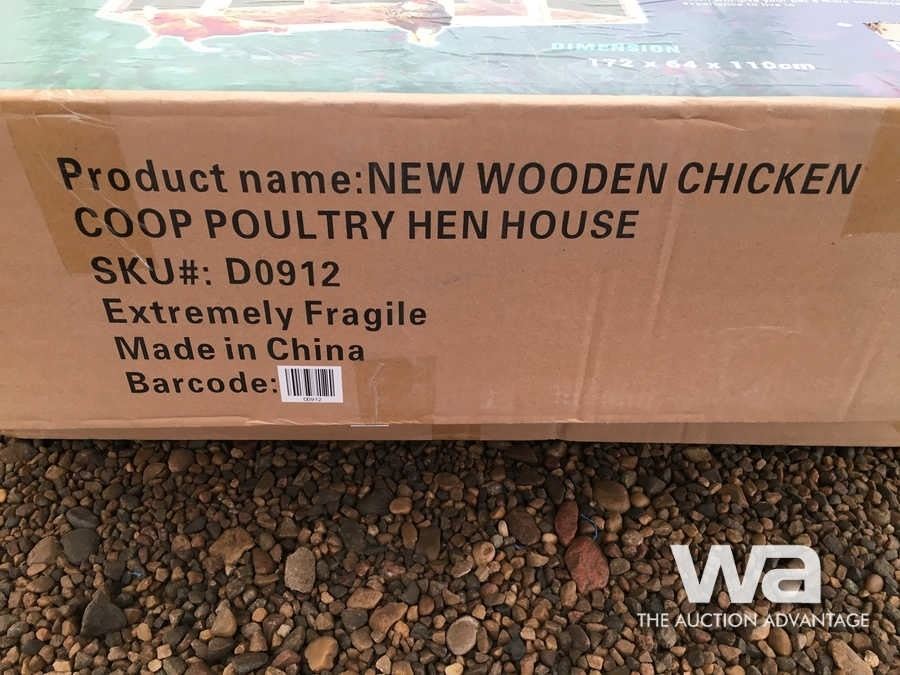 DIMENSION
172 x 64 x 110cm
Product name:NEW WOODEN CHICKEN
COOP POULTRY HEN HOUSE
SKU#: D0912
Extremely Fragile
Made in China
Barcode:
D0912
wa
THE AUCTION ADVANTAGE